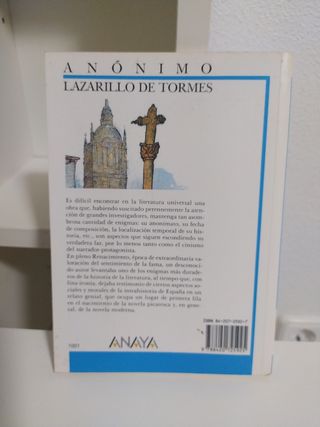 ANÓNIMO
LAZARILLO DE TORMES
Es difícil encontrar en la literatura universal una
obra que, habiendo suscitado perennemente la aten-
ción de grandes investigadores, mantenga tan asom-
brosa cantidad de enigmas: su anonimato, su fecha
de composición, la localización temporal de su his-
toria, etc., son aspectos que siguen escondiendo su
verdadera faz, por lo menos tanto como el cinismo
del narrador-protagonista.
En pleno Renacimiento, época de extraordinaria va-
loración del sentimiento de la fama, un desconoci-
do autor levantaba uno de los enigmas más durade-
ros de la historia de la literatura, al tiempo que, con
fina ironía, dejaba testimonio de ciertos aspectos so-
ciales y morales de la intrahistoria de España en un
relato genial, que ocupa un lugar de primera fila
en el nacimiento de la novela picaresca y, en gene-
ral, de la novela moderna.
ANAYA